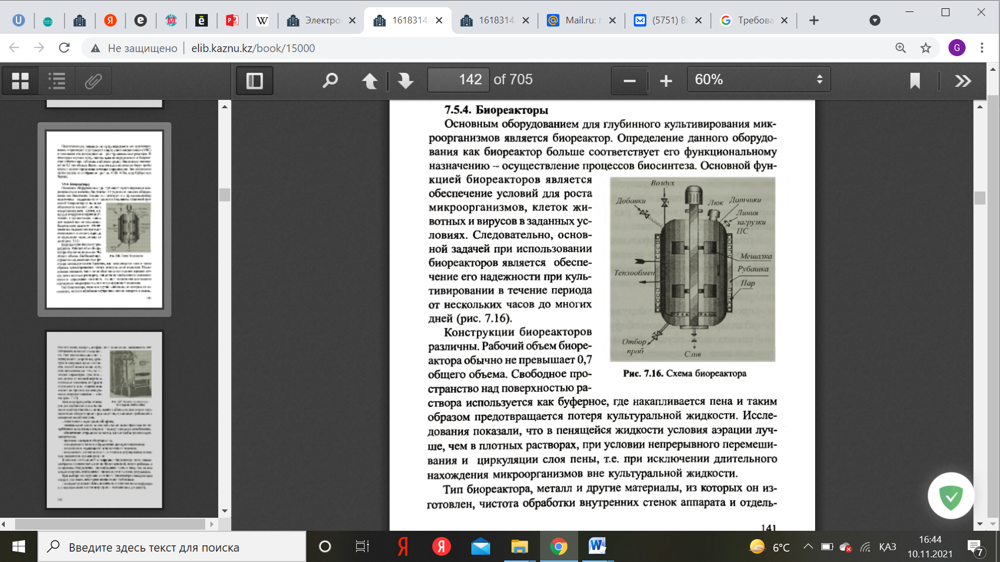 Электро
1618314
1618314
Mail.ru: п
(5751) Вх
Требова
Не защищено
elib.kaznu.kz/book/15000
G
142 of 705
60%
7.5.4. Биореакторы
Основным оборудованием для глубинного культивирования мик-
роорганизмов является биореактор. Определение данного оборудо-
вания как биореактор больше соответствует его функциональному
назначению – осуществление процессов биосинтеза. Основной фун-
кцией биореакторов является
обеспечение условий для роста
микроорганизмов, клеток жи-
вотных и вирусов в заданных ус-
ловиях. Следовательно, основ-
ной задачей при использовании
биореакторов является обеспе-
чение его надежности при куль-
тивировании в течение периода
от нескольких часов до многих
дней (рис. 7.16).
Конструкции биореакторов
различны. Рабочий объем биоре-
актора обычно не превышает 0,7
общего объема. Свободное про-
странство над поверхностью ра-
створа используется как буферное, где накапливается пена и таким
образом предотвращается потеря культуральной жидкости. Иссле-
дования показали, что в пенящейся жидкости условия аэрации луч-
ше, чем в плотных растворах, при условии непрерывного перемеши-
вания и циркуляции слоя пены, т.е. при исключении длительного
нахождения микроорганизмов вне культуральной жидкости.
Тип биореактора, металл и другие материалы, из которых он из-
готовлен, чистота обработки внутренних стенок аппарата и отдель-
Воздух
Добавки
Люк
Датчики
Линия
загрузки
ПС
Мешалка
Теплообмен
Рубашка
Пар
Отбор
проб
Слив
Рис. 7.16. Схема биореактора
141
Введите здесь текст для поиска
6°C
ҚАЗ
16:44
10.11.2021
7